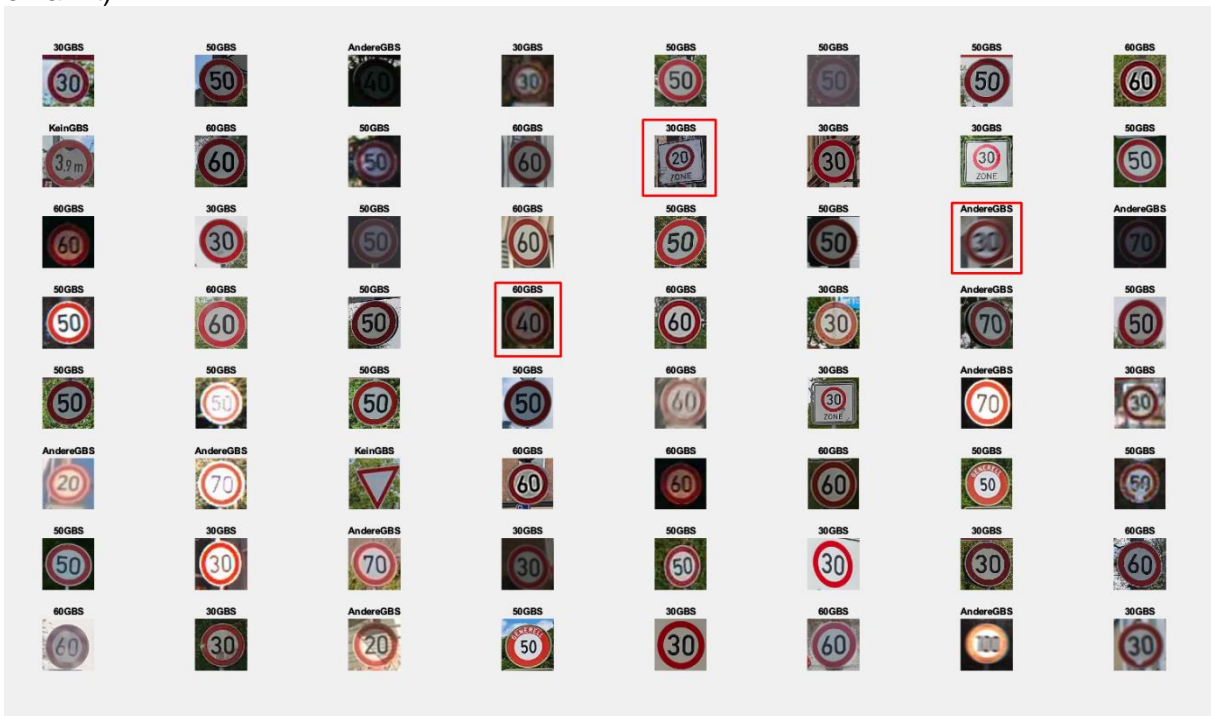 30GBS 50GBS AndereGBS 30GBS 50GBS 50GBS 50GBS 60GBS
30 50 40 30 50 50 50 60
KeinGBS 60GBS 50GBS 60GBS 30GBS 30GBS 30GBS 50GBS
3,9 m 60 50 60 20 30 30 50
ZONE ZONE
60GBS 30GBS 50GBS 60GBS 50GBS 50GBS AndereGBS AndereGBS
60 30 50 60 50 50 30 70
50GBS 60GBS 50GBS 60GBS 60GBS 30GBS AndereGBS 50GBS
50 60 50 40 60 30 70 50
50GBS 50GBS 50GBS 50GBS 60GBS 30GBS AndereGBS 30GBS
50 50 50 50 60 30 70 30
ZONE
AndereGBS AndereGBS KeinGBS 60GBS 60GBS 60GBS 50GBS 50GBS
GENERELL
20 70 60 60 60 50 50
50GBS 30GBS AndereGBS 30GBS 50GBS 30GBS 30GBS 60GBS
50 30 70 30 50 30 30 60
60GBS 30GBS AndereGBS 50GBS 30GBS 60GBS AndereGBS 30GBS
GENERELL
60 30 20 50 30 60 100 30